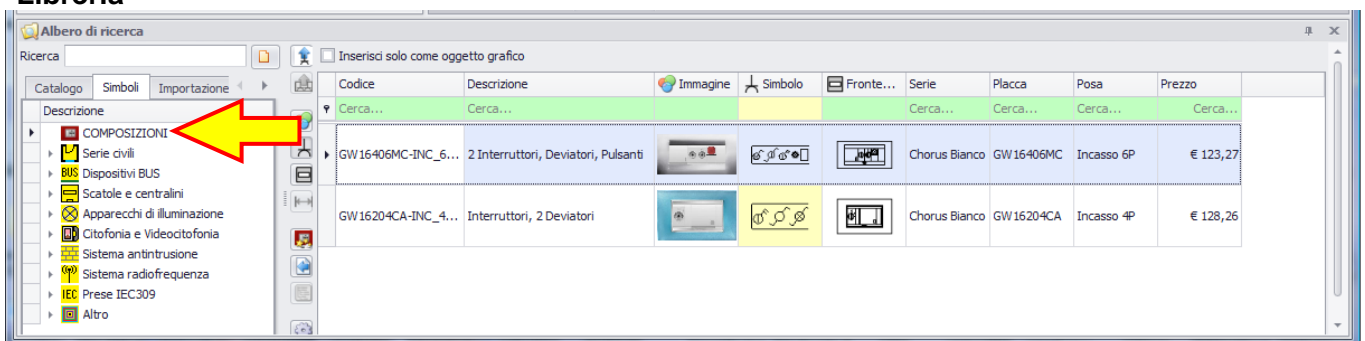 Libreria
Albero di ricerca
Ricerca
Inserisci solo come oggetto grafico
Catalogo Simboli Importazione
Codice Descrizione Immagine Simbolo Fronte... Serie Placca Posa Prezzo
Descrizione
Cerca... Cerca... Cerca... Cerca... Cerca... Cerca...
COMPOSIZIONI
Serie civili
BUS Dispositivi BUS
Scatole e centralini
Apparecchi di illuminazione
Citofonia e Videocitofonia
Sistema antintrusione
Sistema radiofrequenza
IEC Prese IEC309
Altro
GW16406MC-INC_6... 2 Interruttori, Deviatori, Pulsanti Chorus Bianco GW16406MC Incasso 6P € 123,27
GW16204CA-INC_4... Interruttori, 2 Deviatori Chorus Bianco GW16204CA Incasso 4P € 128,26